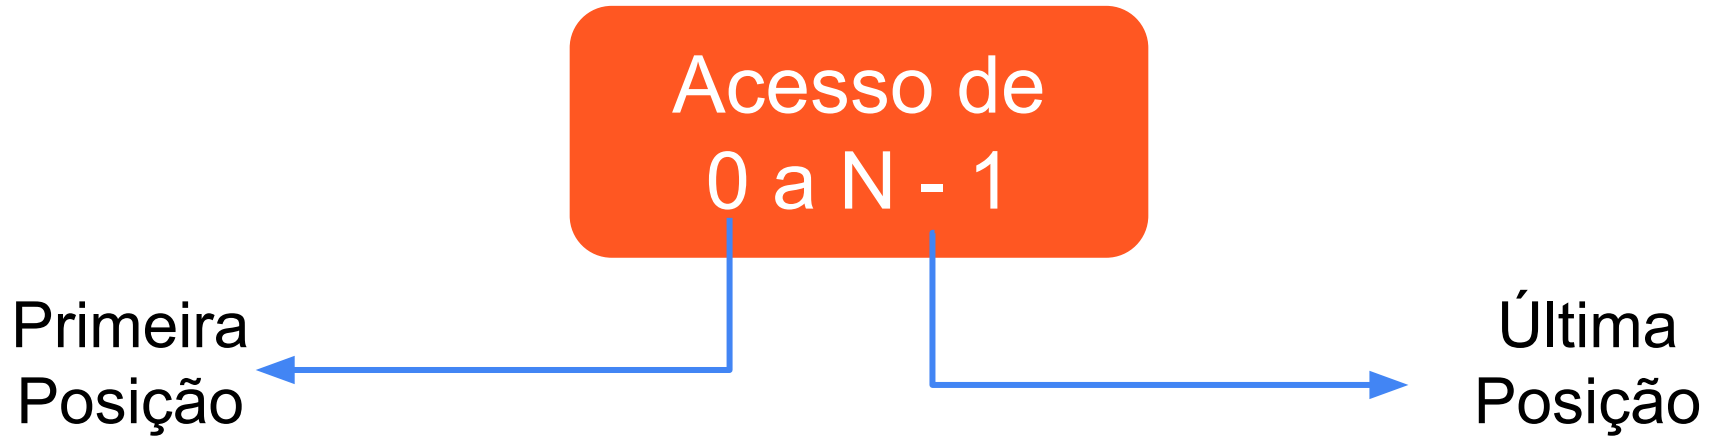 Acesso de
0 a N - 1
Primeira
Posição
Última
Posição